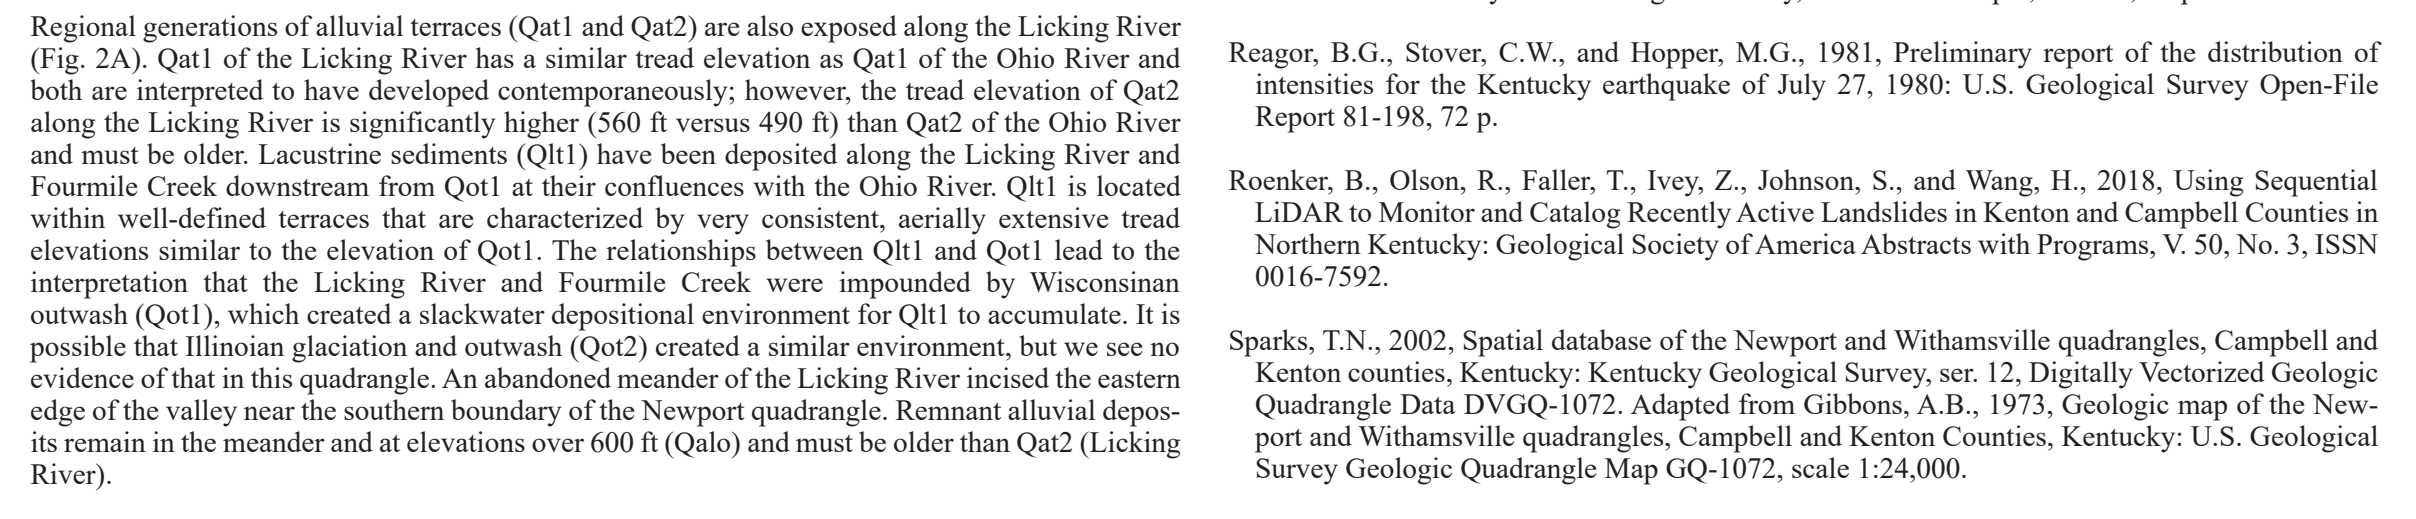 Regional generations of alluvial terraces (Qat1 and Qat2) are also exposed along the Licking River
(Fig. 2A). Qat1 of the Licking River has a similar tread elevation as Qat1 of the Ohio River and
both are interpreted to have developed contemporaneously; however, the tread elevation of Qat2
along the Licking River is significantly higher (560 ft versus 490 ft) than Qat2 of the Ohio River
and must be older. Lacustrine sediments (Qlt1) have been deposited along the Licking River and
Fourmile Creek downstream from Qot1 at their confluences with the Ohio River. Qlt1 is located
within well-defined terraces that are characterized by very consistent, aerially extensive tread
elevations similar to the elevation of Qot1. The relationships between Qlt1 and Qot1 lead to the
interpretation that the Licking River and Fourmile Creek were impounded by Wisconsinan
outwash (Qot1), which created a slackwater depositional environment for Qlt1 to accumulate. It is
possible that Illinoian glaciation and outwash (Qot2) created a similar environment, but we see no
evidence of that in this quadrangle. An abandoned meander of the Licking River incised the eastern
edge of the valley near the southern boundary of the Newport quadrangle. Remnant alluvial depos-
its remain in the meander and at elevations over 600 ft (Qalo) and must be older than Qat2 (Licking
River).
Reagor, B.G., Stover, C.W., and Hopper, M.G., 1981, Preliminary report of the distribution of
intensities for the Kentucky earthquake of July 27, 1980: U.S. Geological Survey Open-File
Report 81-198, 72 p.
Roenker, B., Olson, R., Faller, T., Ivey, Z., Johnson, S., and Wang, H., 2018, Using Sequential
LiDAR to Monitor and Catalog Recently Active Landslides in Kenton and Campbell Counties in
Northern Kentucky: Geological Society of America Abstracts with Programs, V. 50, No. 3, ISSN
0016-7592.
Sparks, T.N., 2002, Spatial database of the Newport and Withamsville quadrangles, Campbell and
Kenton counties, Kentucky: Kentucky Geological Survey, ser. 12, Digitally Vectorized Geologic
Quadrangle Data DVGQ-1072. Adapted from Gibbons, A.B., 1973, Geologic map of the New-
port and Withamsville quadrangles, Campbell and Kenton Counties, Kentucky: U.S. Geological
Survey Geologic Quadrangle Map GQ-1072, scale 1:24,000.